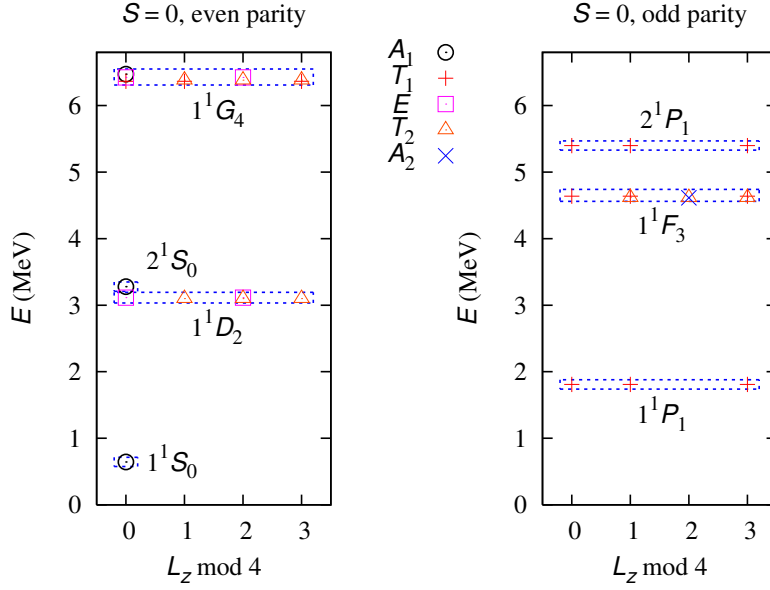 S = 0, even parity
E (MeV)
6
5
4
3
2
1
0
1¹G₄
2¹S₀
1¹D₂
1¹S₀
0 1 2 3
L_z mod 4
A₁
T₁
E
T₂
A₂
S = 0, odd parity
E (MeV)
6
5
4
3
2
1
0
2¹P₁
1¹F₃
1¹P₁
0 1 2 3
L_z mod 4